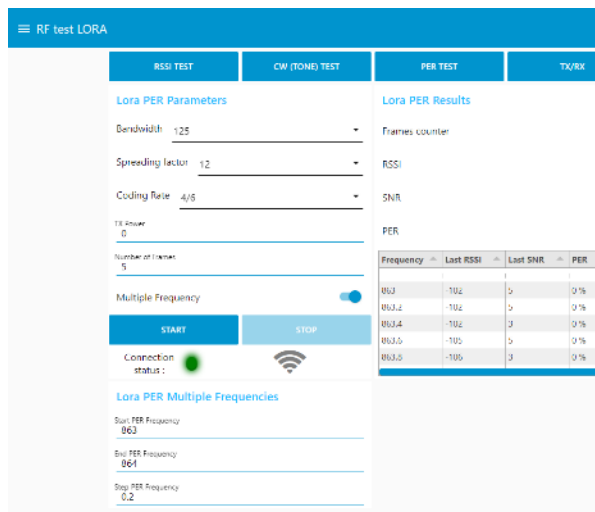 RF test LORA
RSSI TEST
CW (TONE) TEST
PER TEST
TX/RX
Lora PER Parameters
Bandwidth 125
Spreading factor 12
Coding Rate 4/6
TX Power
0
Number of Frames
5
Multiple Frequency
START
STOP
Connection
status :
Lora PER Multiple Frequencies
Start PER Frequency
863
End PER Frequency
864
Step PER Frequency
0.2
Lora PER Results
Frames counter
RSSI
SNR
PER
Frequency Last RSSI Last SNR PER
863 -102 5 0 %
863.2 -102 5 0 %
863.4 -102 3 0 %
863.6 -105 5 0 %
863.8 -105 3 0 %